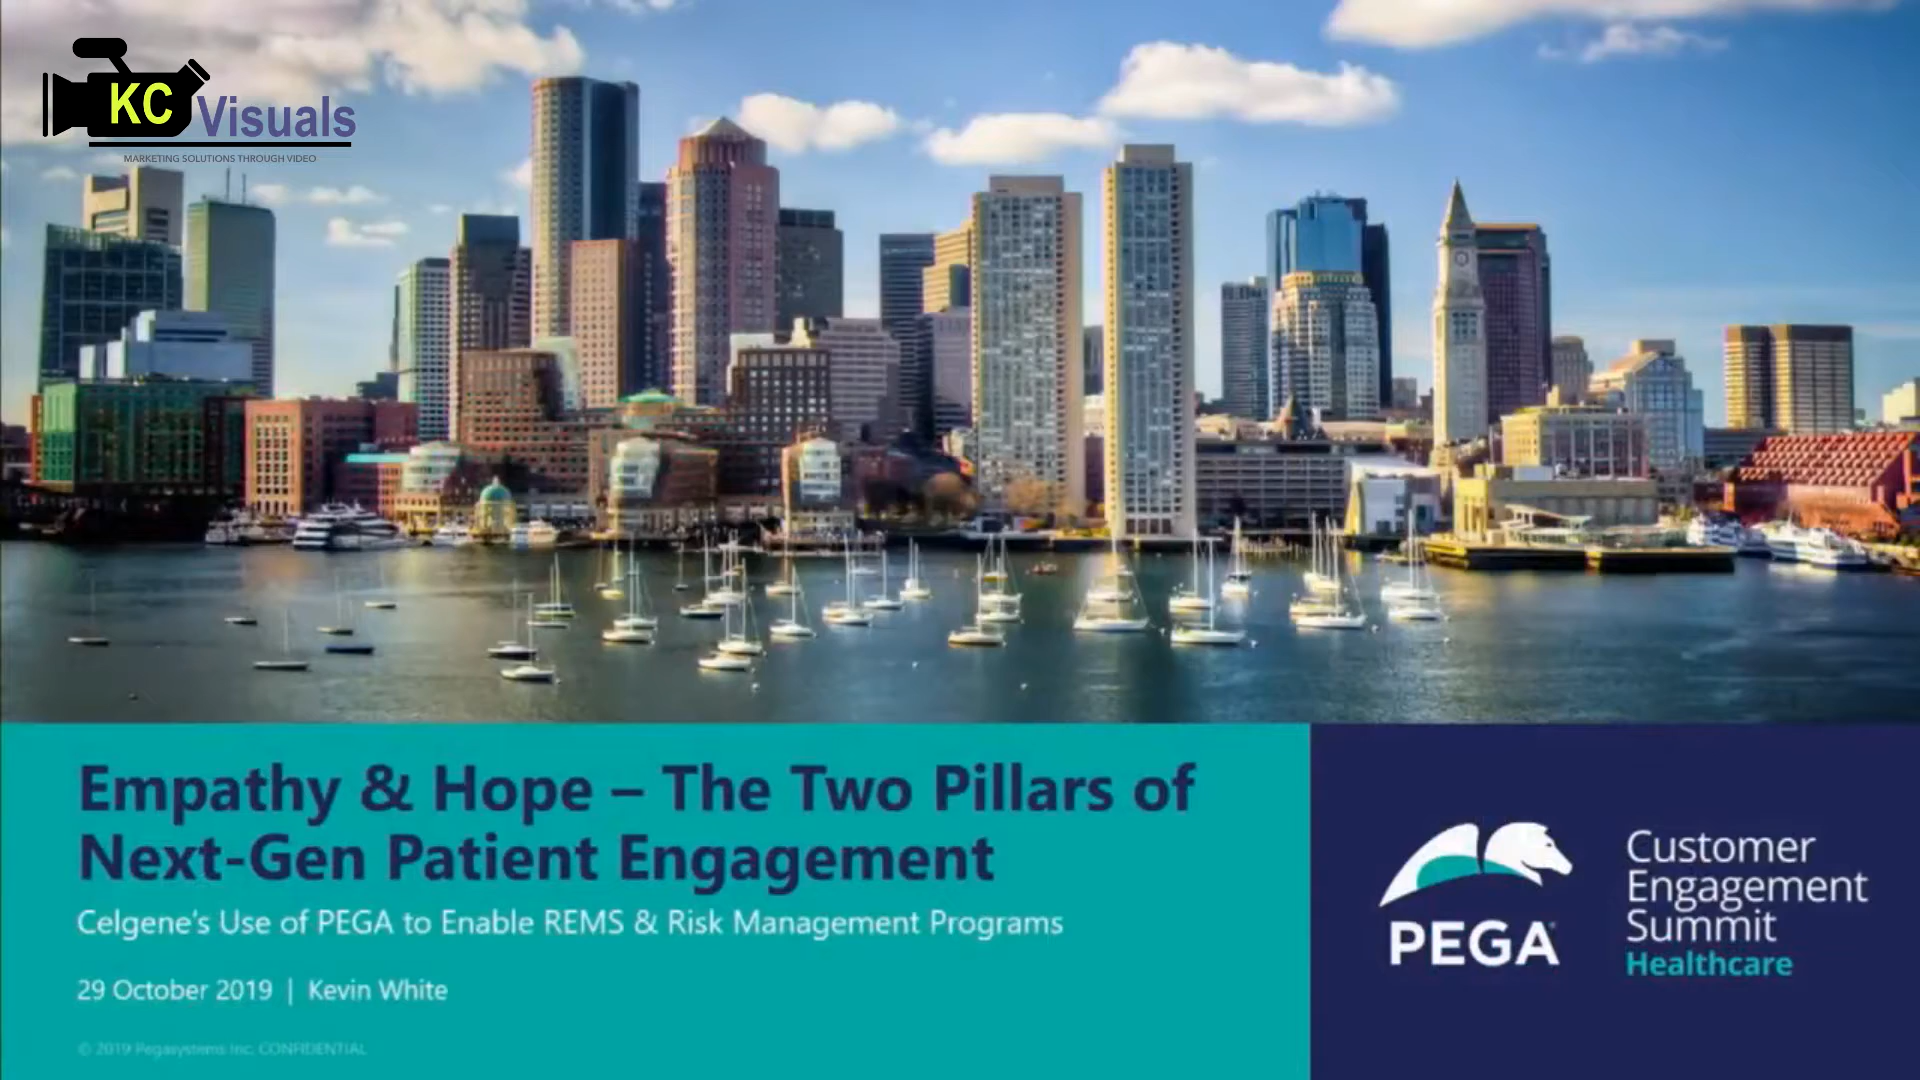 KC Visuals
MARKETING SOLUTIONS THROUGH VIDEO
Empathy & Hope – The Two Pillars of
Next-Gen Patient Engagement
Celgene's Use of PEGA to Enable REMS & Risk Management Programs
29 October 2019 | Kevin White
© 2019 Pegasystems Inc. CONFIDENTIAL
PEGA
Customer
Engagement
Summit
Healthcare